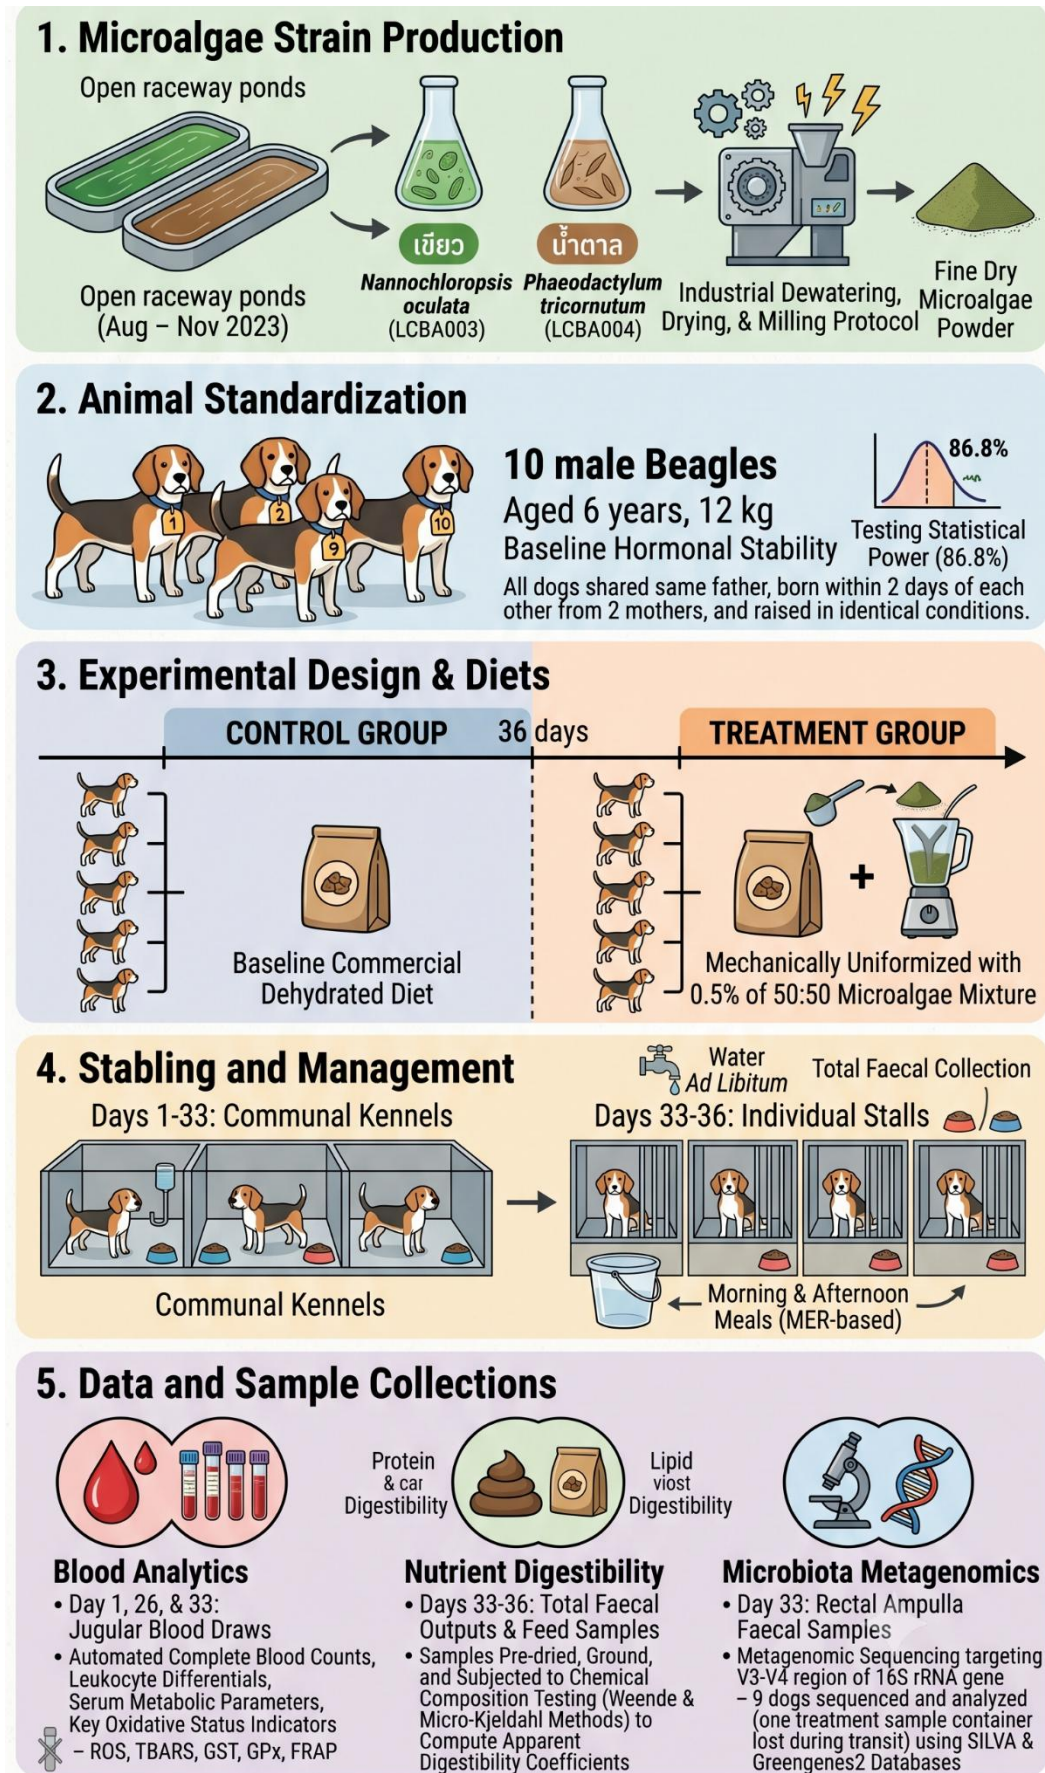 1. Microalgae Strain Production
Open raceway ponds
Open raceway ponds
(Aug – Nov 2023)
เขียว
Nannochloropsis
oculata
(LCBA003)
น้ำตาล
Phaeodactylum
tricornutum
(LCBA004)
Industrial Dewatering,
Drying, & Milling Protocol
Fine Dry
Microalgae
Powder
2. Animal Standardization
1
2
9
10
10 male Beagles
Aged 6 years, 12 kg
Baseline Hormonal Stability
All dogs shared same father, born within 2 days of each
other from 2 mothers, and raised in identical conditions.
86.8%
Testing Statistical
Power (86.8%)
3. Experimental Design & Diets
CONTROL GROUP
36 days
TREATMENT GROUP
Baseline Commercial
Dehydrated Diet
+
Mechanically Uniformized with
0.5% of 50:50 Microalgae Mixture
4. Stabling and Management
Water
Ad Libitum
Total Faecal Collection
Days 1-33: Communal Kennels
Days 33-36: Individual Stalls
Communal Kennels
Morning & Afternoon
Meals (MER-based)
5. Data and Sample Collections
Protein
& car
Digestibility
Lipid
viost
Digestibility
Blood Analytics
• Day 1, 26, & 33:
Jugular Blood Draws
• Automated Complete Blood Counts,
Leukocyte Differentials,
Serum Metabolic Parameters,
Key Oxidative Status Indicators
– ROS, TBARS, GST, GPx, FRAP
Nutrient Digestibility
• Days 33-36: Total Faecal
Outputs & Feed Samples
• Samples Pre-dried, Ground,
and Subjected to Chemical
Composition Testing (Weende &
Micro-Kjeldahl Methods) to
Compute Apparent
Digestibility Coefficients
Microbiota Metagenomics
• Day 33: Rectal Ampulla
Faecal Samples
• Metagenomic Sequencing targeting
V3-V4 region of 16S rRNA gene
– 9 dogs sequenced and analyzed
(one treatment sample container
lost during transit) using SILVA &
Greengenes2 Databases